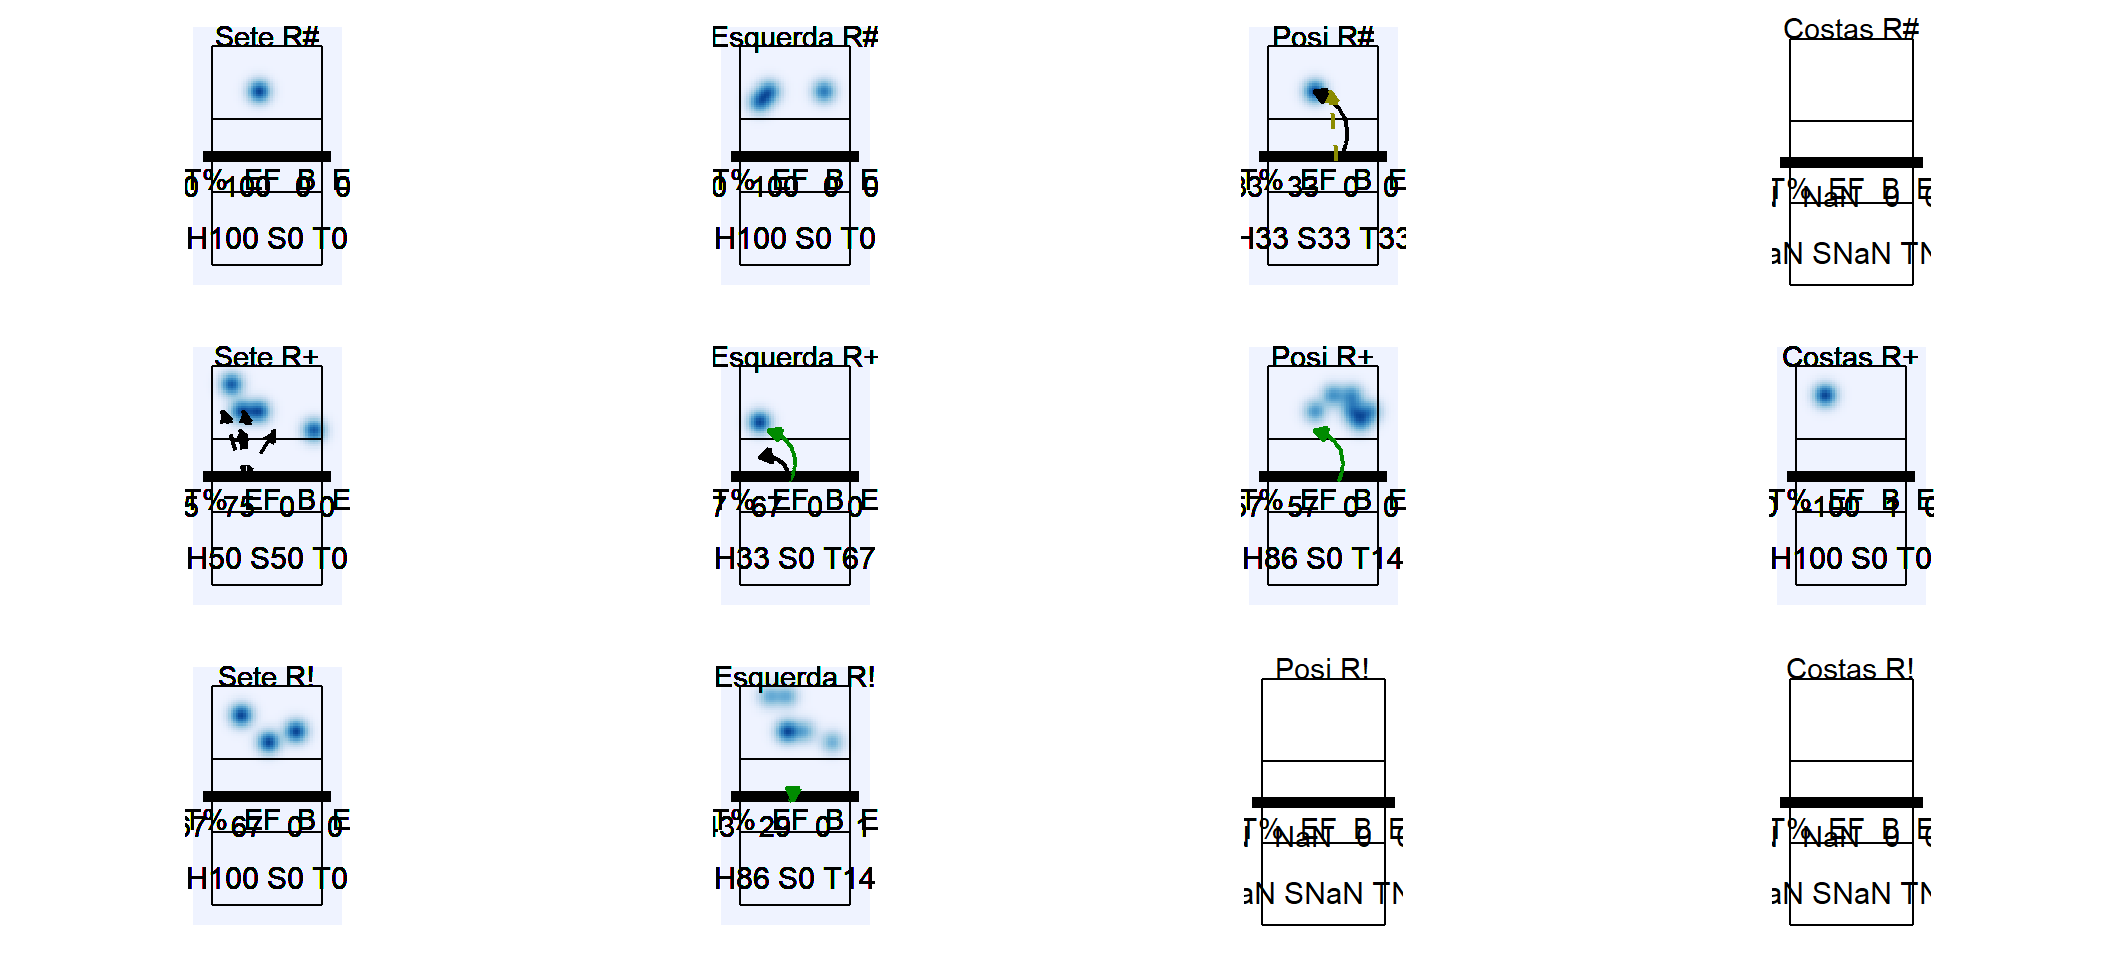 Sete R#
Esquerda R#
Posi R#
Costas R#
T% EF B E
0 100 0 0
T% EF B E
0 100 0 0
T% EF B E
33 33 0 0
T% EF B E
NaN 0
H100 S0 T0
H100 S0 T0
H33 S33 T33
aN SNaN TN
Sete R+
Esquerda R+
Posi R+
Costas R+
T% EF B E
5 75 0 0
T% EF B E
7 67 0 0
T% EF B E
57 57 0 0
T% EF B E
-100 1
H50 S50 T0
H33 S0 T67
H86 S0 T14
H100 S0 T0
Sete R!
Esquerda R!
Posi R!
Costas R!
T% EF B E
67 67 0 0
T% EF B E
43 29 0 1
T% EF B E
NaN 0
T% EF B E
NaN 0
H100 S0 T0
H86 S0 T14
aN SNaN TN
aN SNaN TN